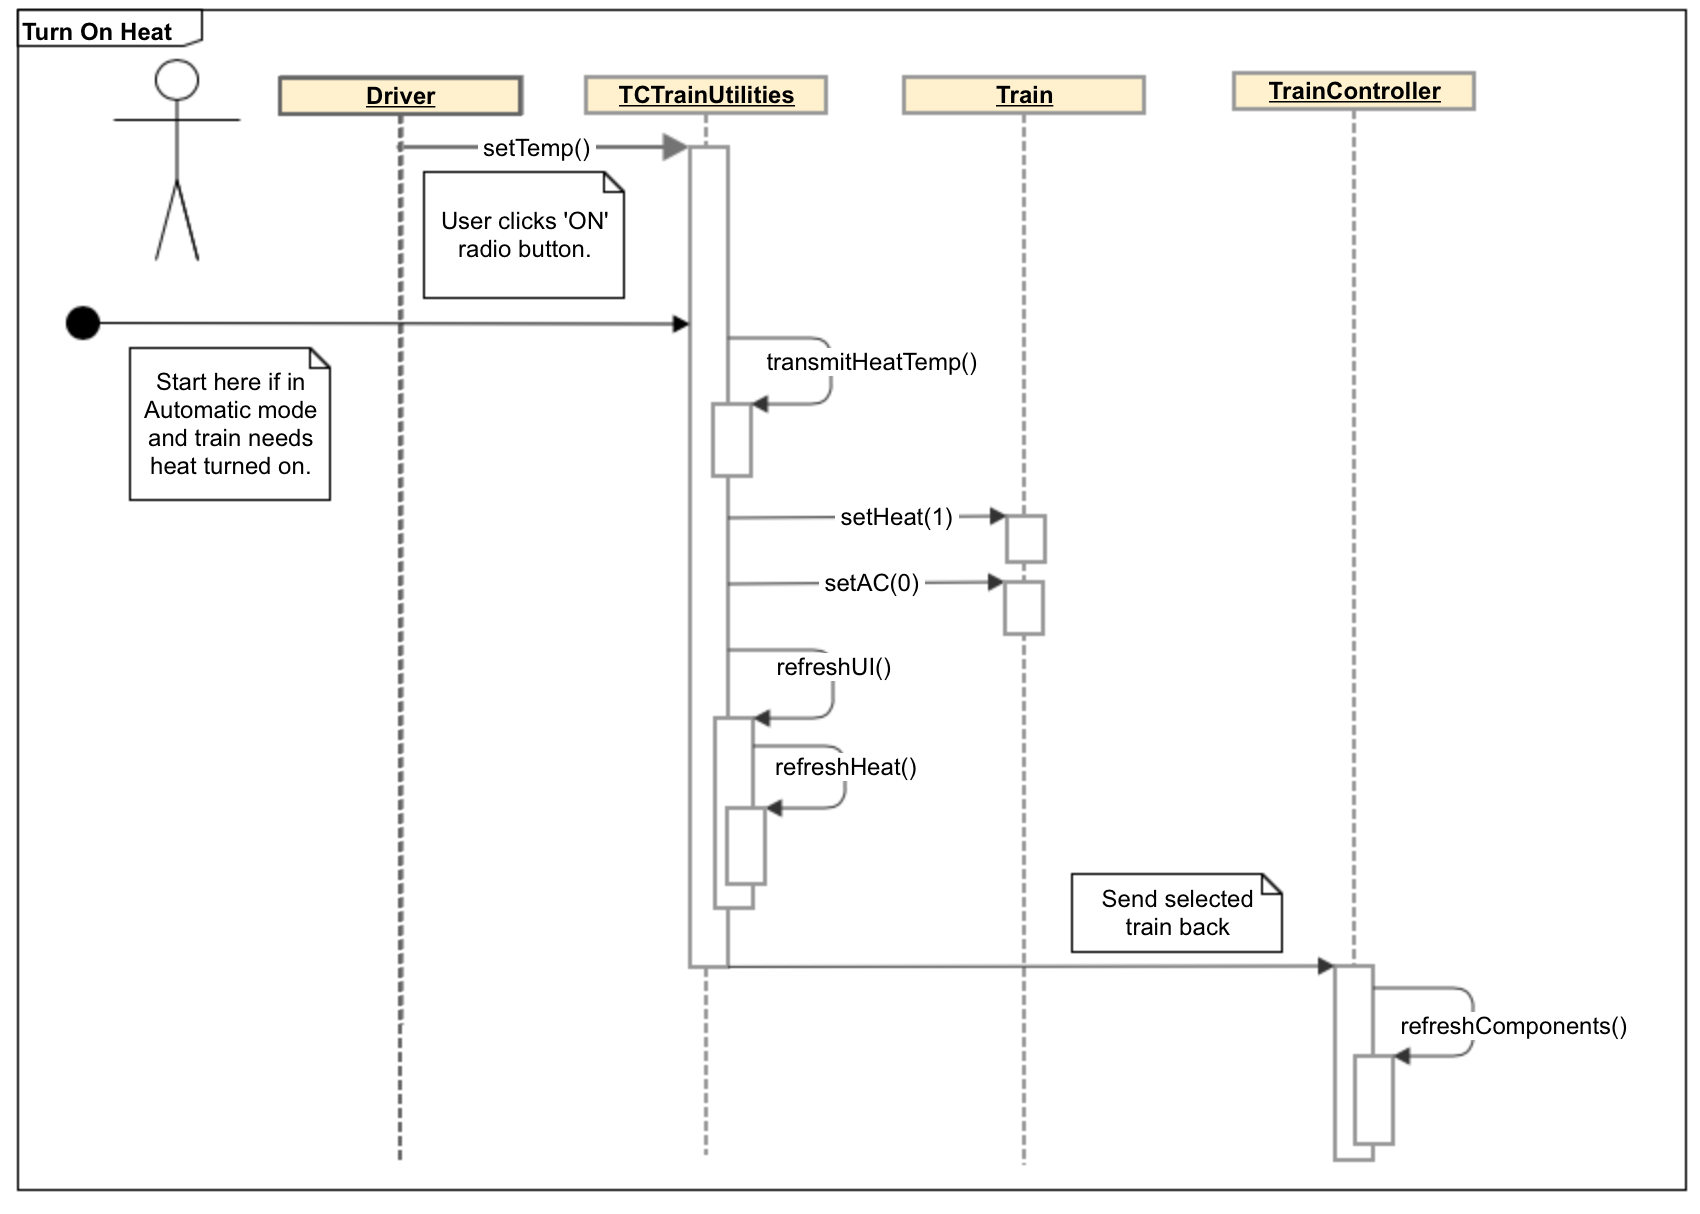 Turn On Heat
Driver
TCTrainUtilities
Train
TrainController
setTemp()
User clicks 'ON'
radio button.
Start here if in
Automatic mode
and train needs
heat turned on.
transmitHeatTemp()
setHeat(1)
setAC(0)
refreshUI()
refreshHeat()
Send selected
train back
refreshComponents()